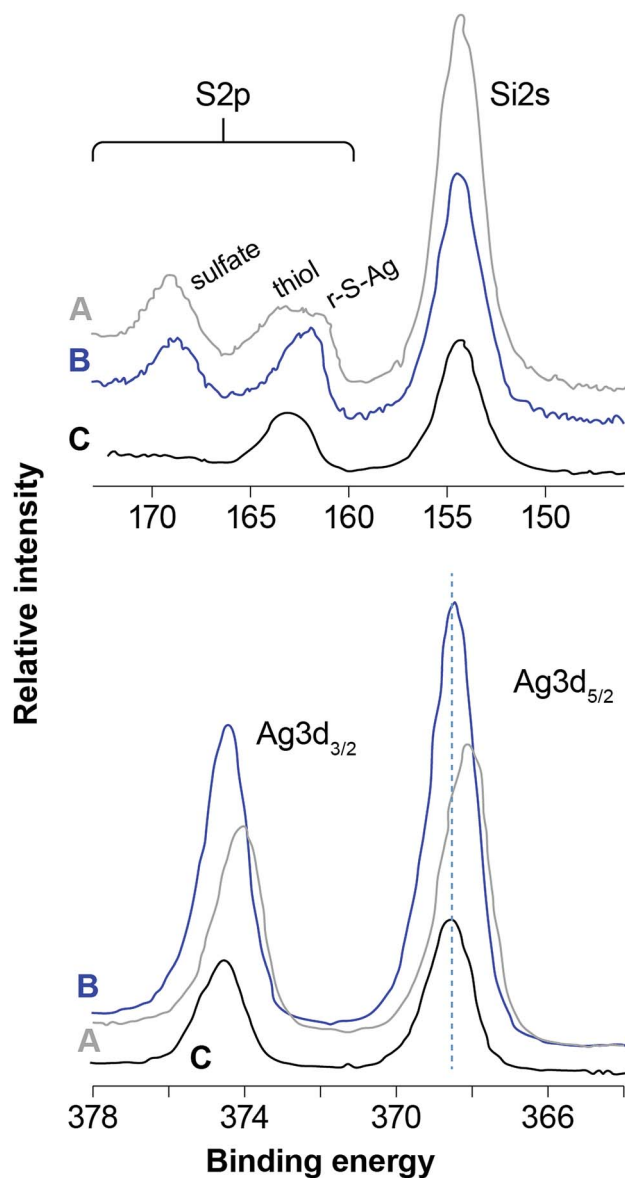 S2p
Si2s
sulfate
thiol
r-S-Ag
A
B
C
170 165 160 155 150
Relative intensity
Ag3d5/2
Ag3d3/2
B
A
C
378 374 370 366
Binding energy